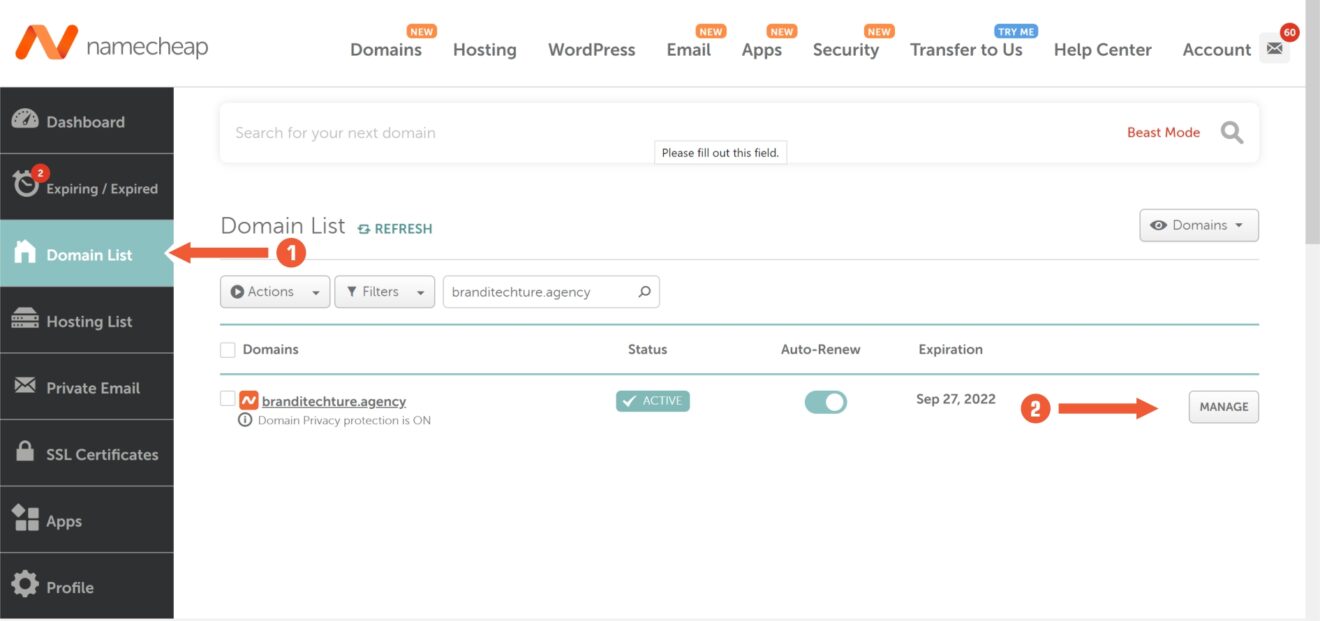 NEW NEW NEW NEW TRY ME 60
namecheap Domains Hosting WordPress Email Apps Security Transfer to Us Help Center Account
Dashboard
2
Expiring / Expired
Domain List
Hosting List
Private Email
SSL Certificates
Apps
Profile
Search for your next domain Beast Mode
Please fill out this field.
Domain List REFRESH Domains
1
Actions Filters branditechture.agency
Domains Status Auto-Renew Expiration
branditechture.agency ACTIVE Sep 27, 2022 2 MANAGE
Domain Privacy protection is ON